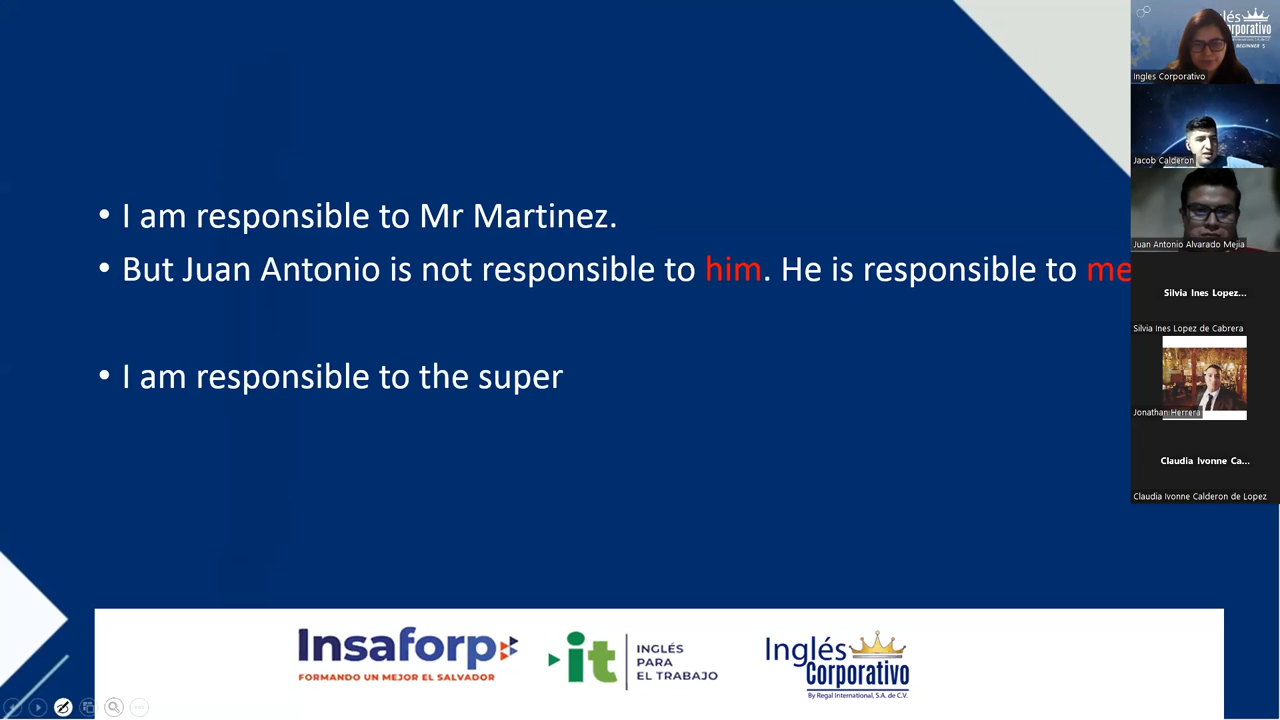 • I am responsible to Mr Martinez.
• But Juan Antonio is not responsible to him. He is responsible to me
• I am responsible to the super
Insaforp
FORMANDO UN MEJOR EL SALVADOR
it
INGLÉS
PARA
EL TRABAJO
Inglés
Corporativo
By Regal International, S.A. de C.V.
BEGINNER 5
Ingles Corporativo
Jacob Calderon
Juan Antonio Alvarado Mejia
Silvia Ines Lopez...
Silvia Ines Lopez de Cabrera
Jonathan Herrera
Claudia Ivonne Ca...
Claudia Ivonne Calderon de Lopez